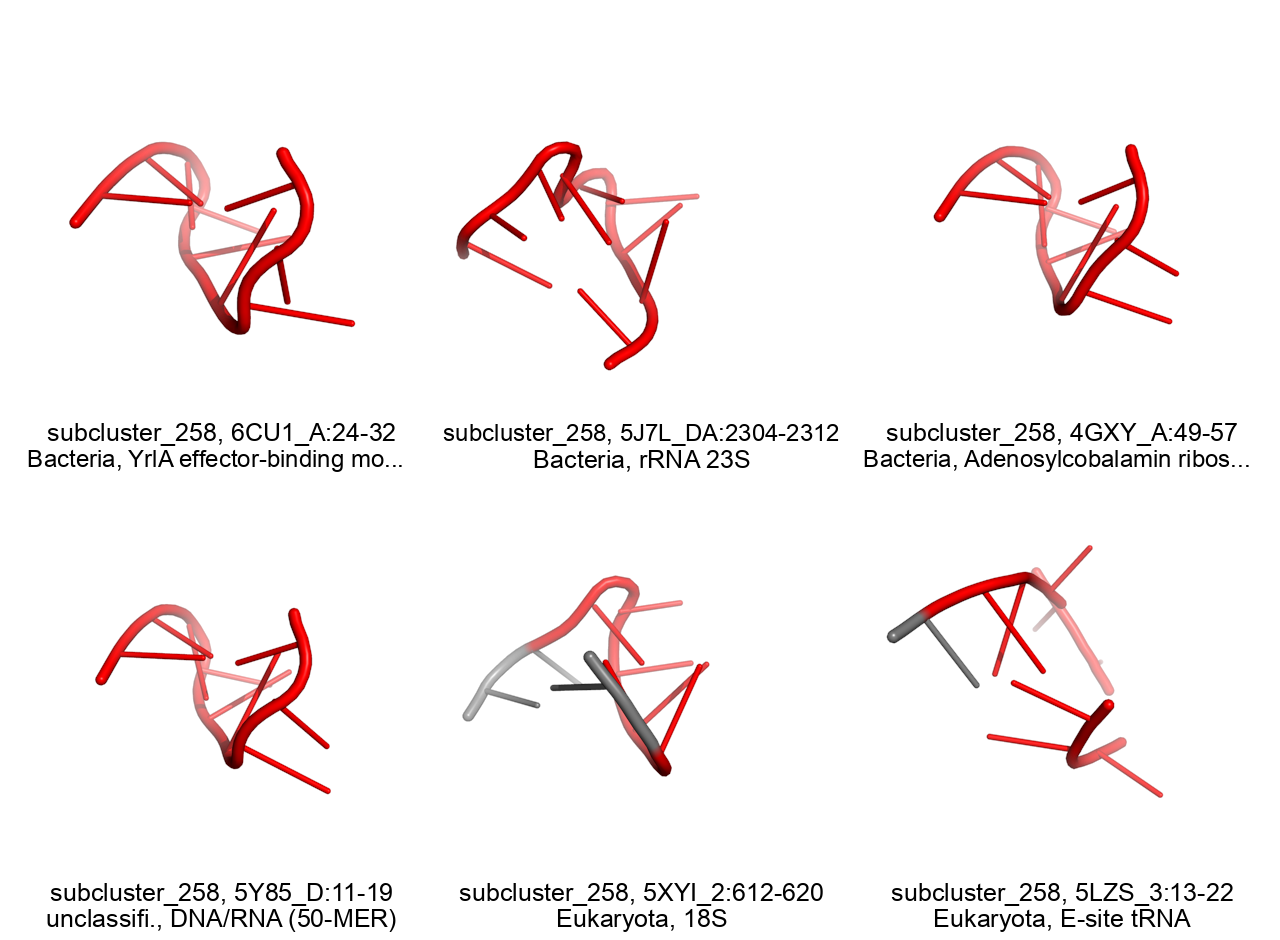 subcluster_258, 6CU1_A:24-32
Bacteria, YrlA effector-binding mo...
subcluster_258, 5J7L_DA:2304-2312
Bacteria, rRNA 23S
subcluster_258, 4GXY_A:49-57
Bacteria, Adenosylcobalamin ribos...
subcluster_258, 5Y85_D:11-19
unclassifi., DNA/RNA (50-MER)
subcluster_258, 5XYI_2:612-620
Eukaryota, 18S
subcluster_258, 5LZS_3:13-22
Eukaryota, E-site tRNA